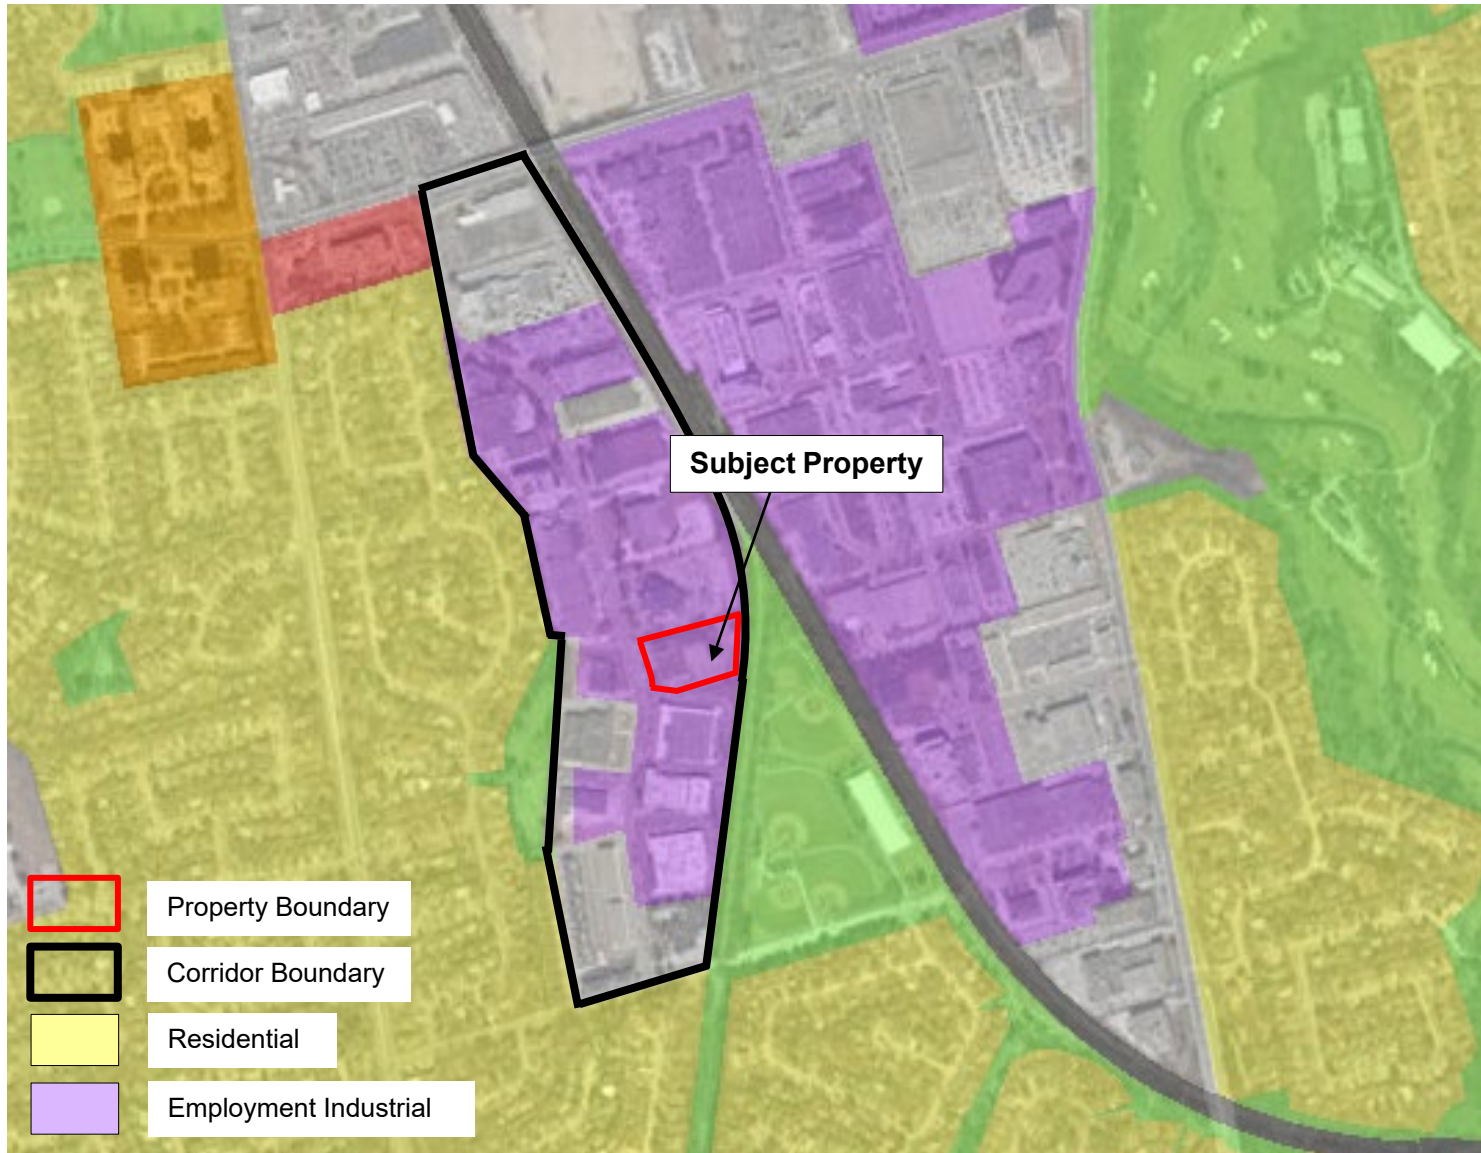 Subject Property
Property Boundary
Corridor Boundary
Residential
Employment Industrial